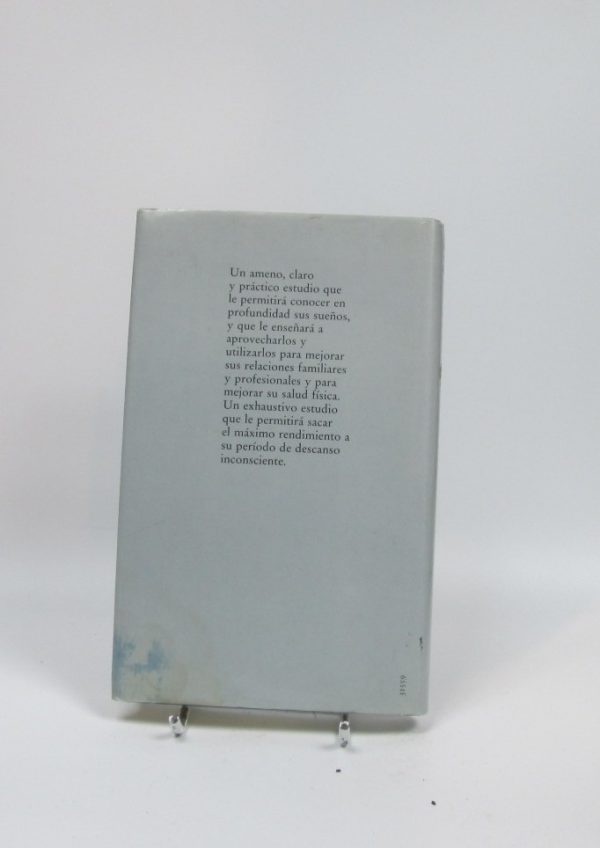 Un ameno, claro
y práctico estudio que
le permitirá conocer en
profundidad sus sueños,
y que le enseñará a
aprovecharlos y
utilizarlos para mejorar
sus relaciones familiares
y profesionales y para
mejorar su salud física.
Un exhaustivo estudio
que le permitirá sacar
el máximo rendimiento a
su período de descanso
inconsciente.